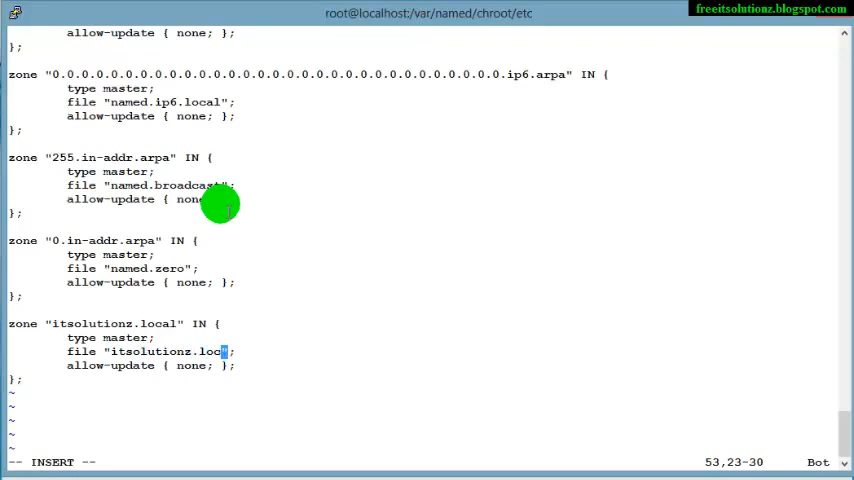 root@localhost:/var/named/chroot/etc
freeitsolutionz.blogspot.com
allow-update { none; };
};
zone "0.0.0.0.0.0.0.0.0.0.0.0.0.0.0.0.0.0.0.0.0.0.0.0.0.0.0.0.0.0.0.ip6.arpa" IN {
type master;
file "named.ip6.local";
allow-update { none; };
};
zone "255.in-addr.arpa" IN {
type master;
file "named.broadcast";
allow-update { none
};
zone "0.in-addr.arpa" IN {
type master;
file "named.zero";
allow-update { none; };
};
zone "itsolutionz.local" IN {
type master;
file "itsolutionz.loc";
allow-update { none; };
};
~
~
~
~
~
-- INSERT -- 53,23-30 Bot